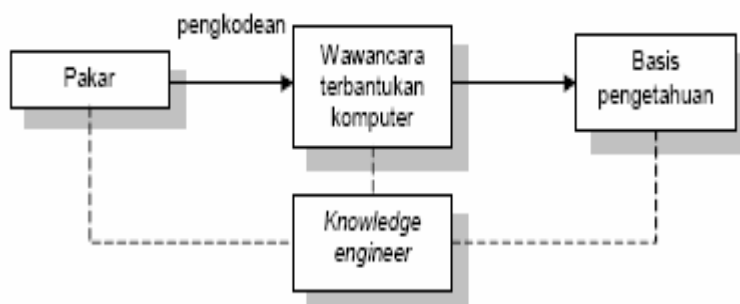 pengkodean
Pakar
Wawancara
terbantukan
komputer
Basis
pengetahuan
Knowledge
engineer